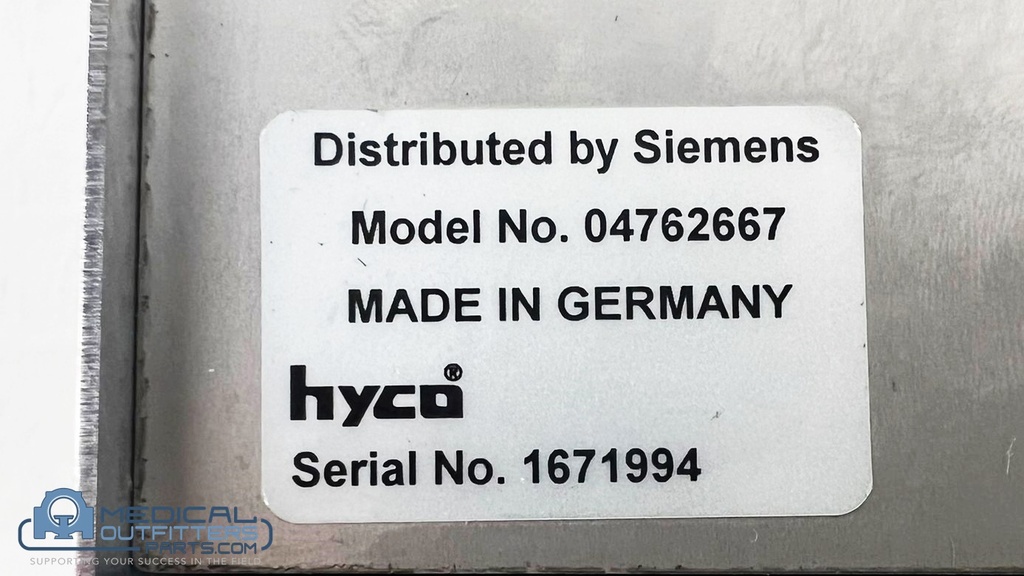 Distributed by Siemens
Model No. 04762667
MADE IN GERMANY
hyco®
Serial No. 1671994
MEDICAL
OUTFITTERS
PARTS.COM
SUPPORTING YOUR SUCCESS IN THE FIELD